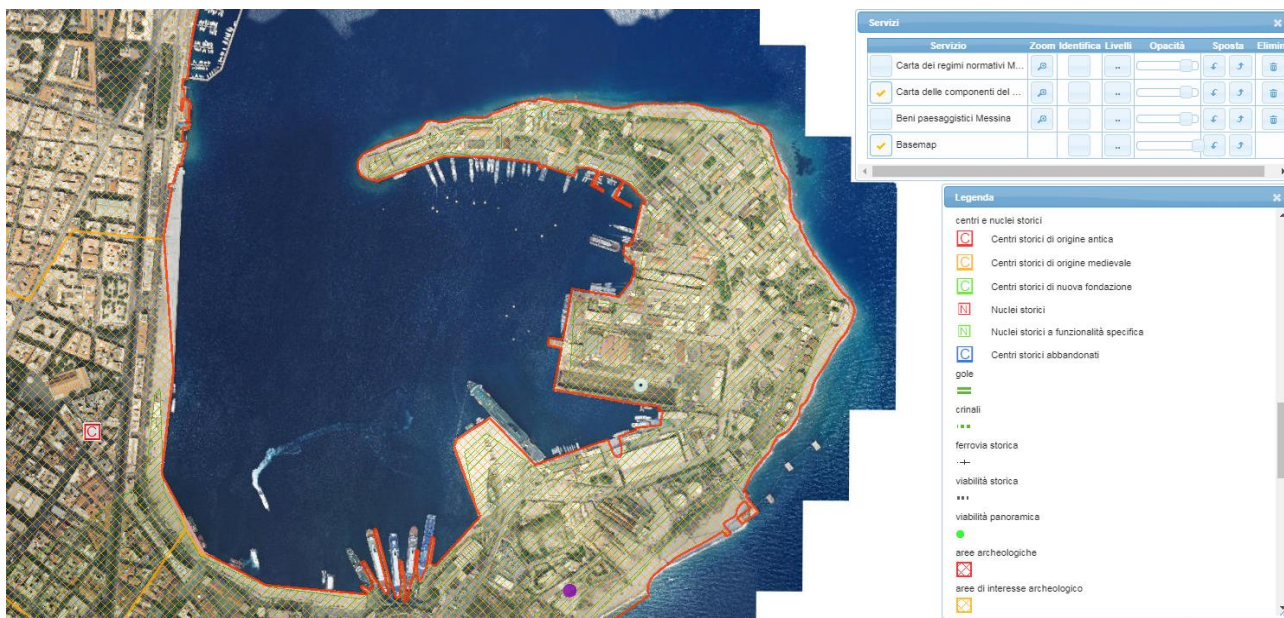 Servizi
Servizio Zoom Identifica Livelli Opacità Sposta Elimin
Carta dei regimi normativi M...
Carta delle componenti del ...
Beni paesaggistici Messina
Basemap
Legenda
centri e nuclei storici
C Centri storici di origine antica
C Centri storici di origine medievale
C Centri storici di nuova fondazione
N Nuclei storici
N Nuclei storici a funzionalità specifica
C Centri storici abbandonati
gole
crinali
ferrovia storica
viabilità storica
viabilità panoramica
aree archeologiche
aree di interesse archeologico
C